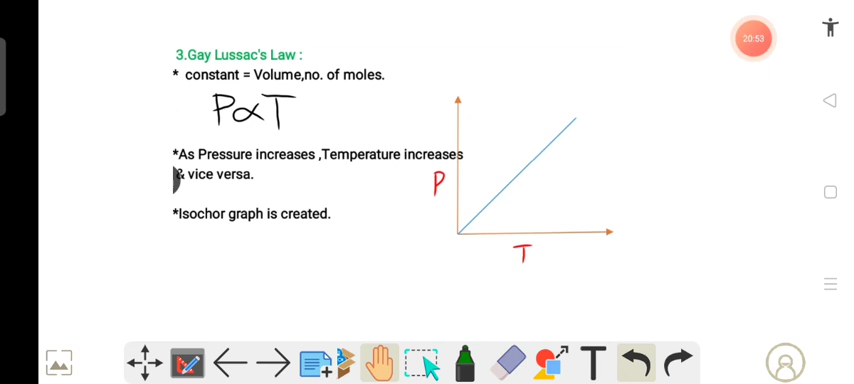 3.Gay Lussac's Law :
* constant = Volume,no. of moles.
P∝T
*As Pressure increases ,Temperature increases
& vice versa.
*Isochor graph is created.
P
T
20:53
T